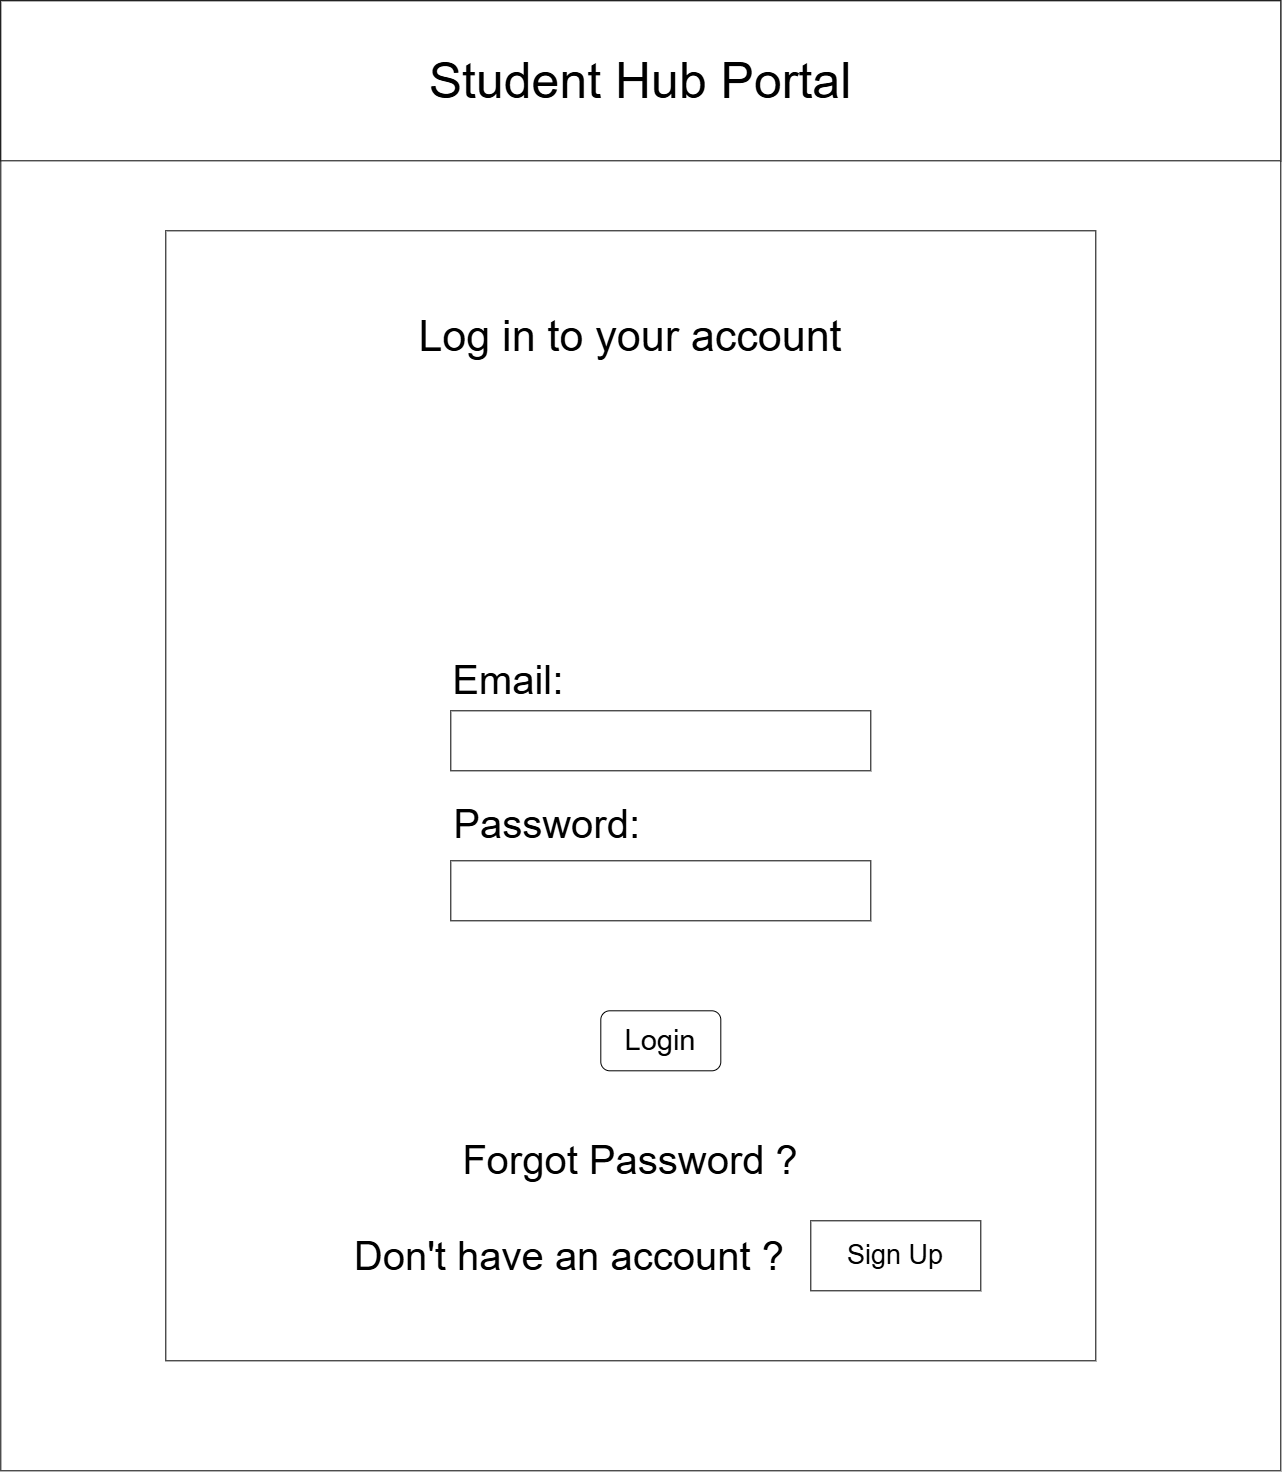 Student Hub Portal
Log in to your account
Email:
Password:
Login
Forgot Password ?
Don't have an account ? Sign Up